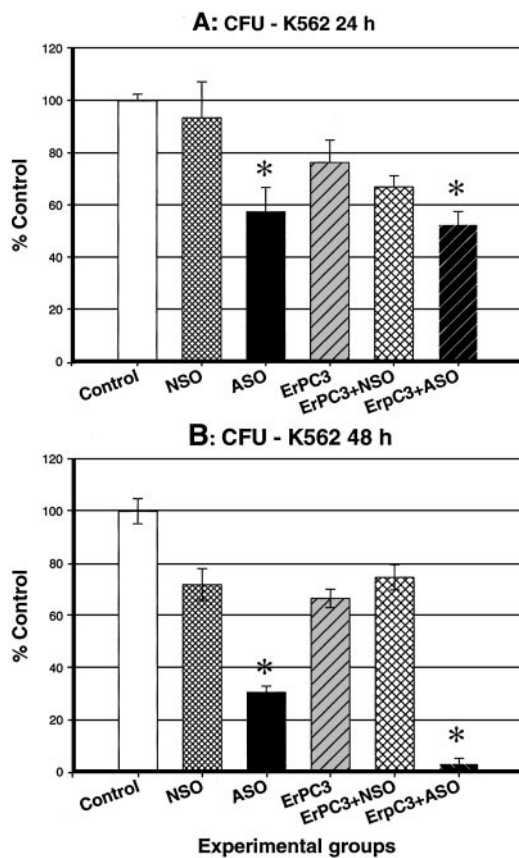 A: CFU - K562 24 h
120
100
80
60
40
20
0
% Control
*
*
Control
NSO
ASO
ErPC3
ErPC3+NSO
ErpC3+ASO
B: CFU - K562 48 h
120
100
80
60
40
20
0
% Control
*
*
Control
NSO
ASO
ErPC3
ErPC3+NSO
ErpC3+ASO
Experimental groups